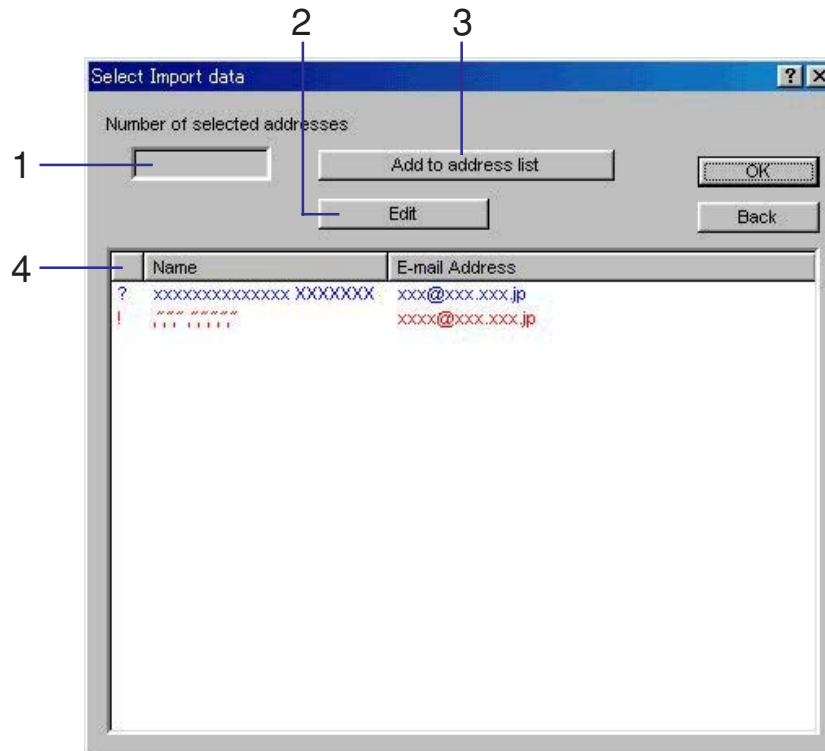 2 3
Select Import data ? X
Number of selected addresses
1 Add to address list OK
Edit Back
4 Name E-mail Address
? xxxxxxxxxxxxxx XXXXXXX xxx@xxx.xxx.jp
! xxxx@xxx.xxx.jp